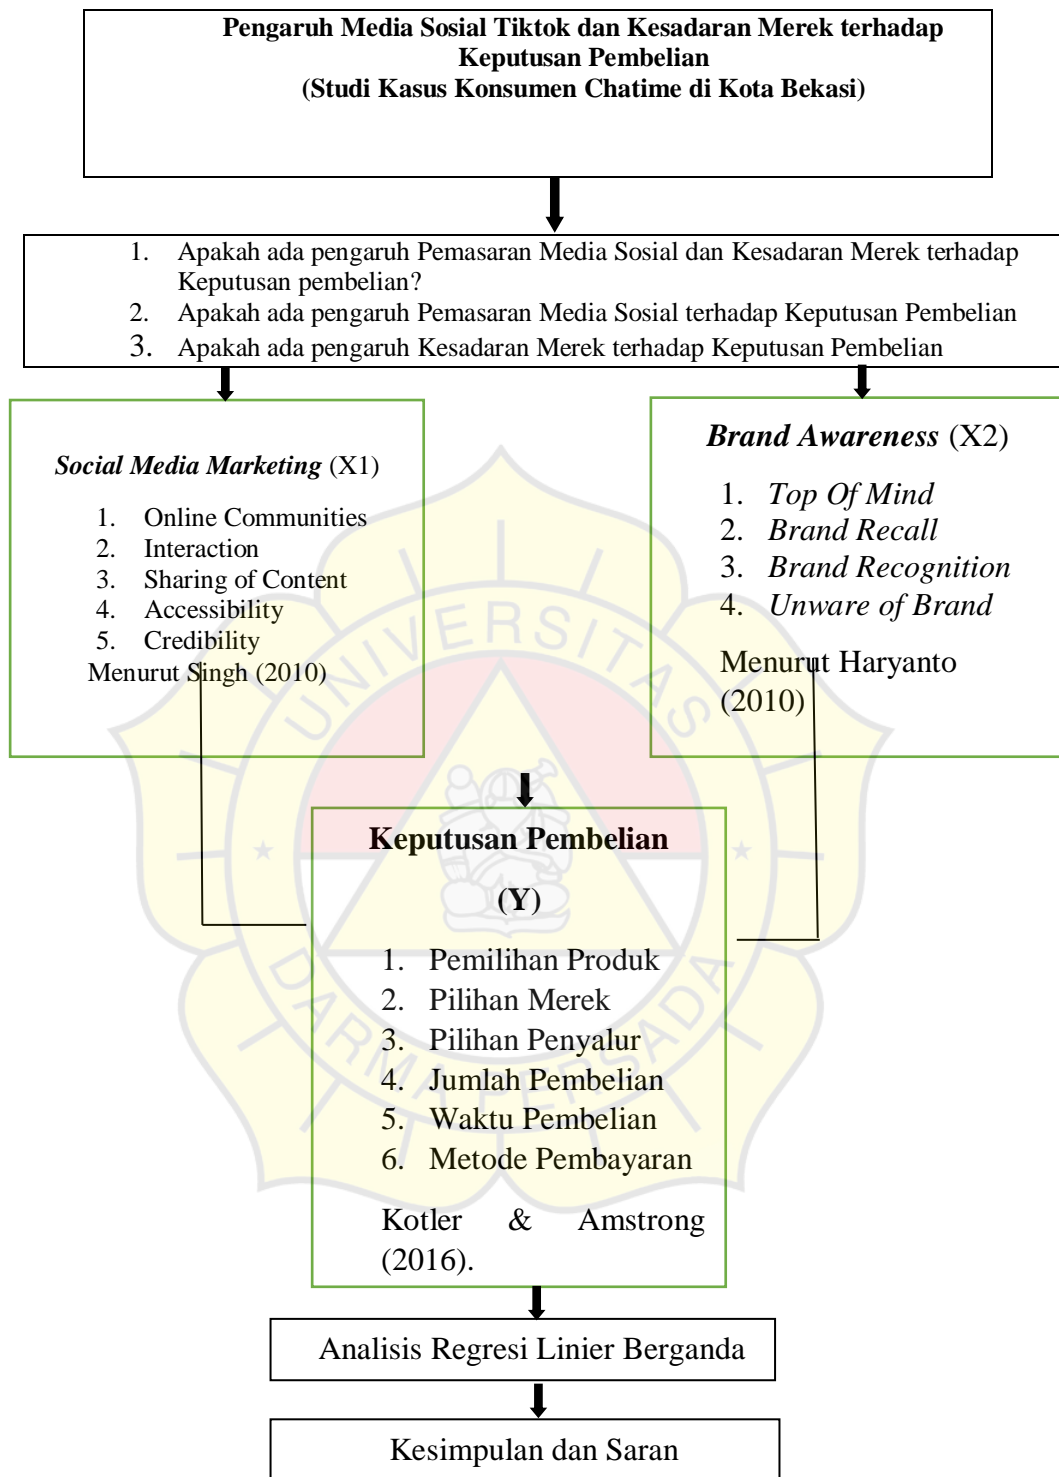 Pengaruh Media Sosial Tiktok dan Kesadaran Merek terhadap
Keputusan Pembelian
(Studi Kasus Konsumen Chatime di Kota Bekasi)
1. Apakah ada pengaruh Pemasaran Media Sosial dan Kesadaran Merek terhadap
Keputusan pembelian?
2. Apakah ada pengaruh Pemasaran Media Sosial terhadap Keputusan Pembelian
3. Apakah ada pengaruh Kesadaran Merek terhadap Keputusan Pembelian
Social Media Marketing (X1)
1. Online Communities
2. Interaction
3. Sharing of Content
4. Accessibility
5. Credibility
Menurut Singh (2010)
Brand Awareness (X2)
1. Top Of Mind
2. Brand Recall
3. Brand Recognition
4. Unware of Brand
Menurut Haryanto
(2010)
UNIVERSITAS
DARMA PERSADA
Keputusan Pembelian
(Y)
1. Pemilihan Produk
2. Pilihan Merek
3. Pilihan Penyalur
4. Jumlah Pembelian
5. Waktu Pembelian
6. Metode Pembayaran
Kotler & Amstrong
(2016).
Analisis Regresi Linier Berganda
Kesimpulan dan Saran